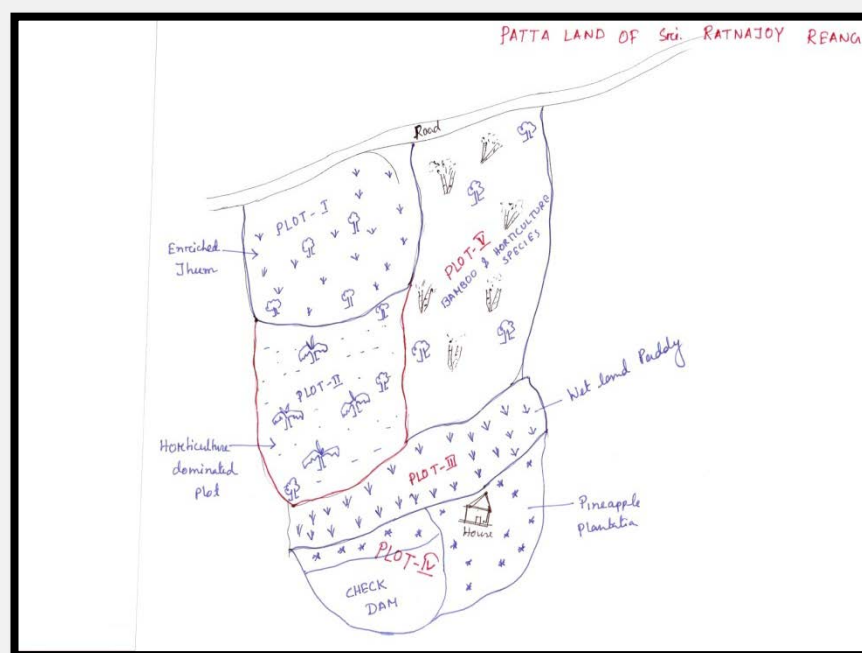 PATTA LAND OF Sri. RATNAJOY REANG
Road
PLOT-I
Enriched
Jhum
PLOT-V
BAMBOO & HORTICULTURE
SPECIES
PLOT-II
Wet land Paddy
Horticulture
dominated
Plot
PLOT-III
Pineapple
Plantatia
House
PLOT-IV
CHECK
DAM